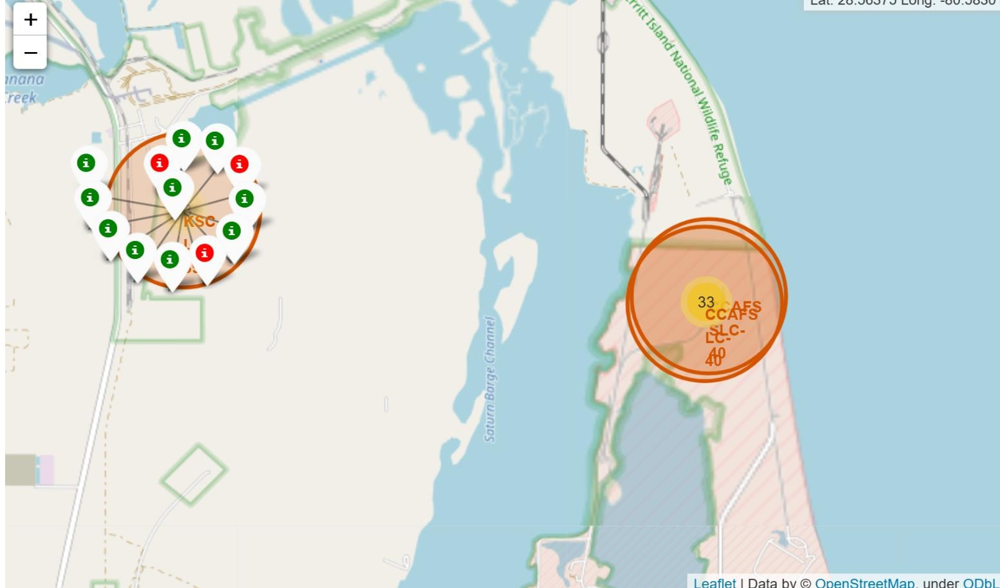 Lat: 28.56375 Long: -80.5830
+
−
Creek
Merritt Island National Wildlife Refuge
KSC
33
CCAFS
CCAFS
SLC-
LC-
40
40
Saturn Barge Channel
Leaflet | Data by © OpenStreetMap, under ODbL